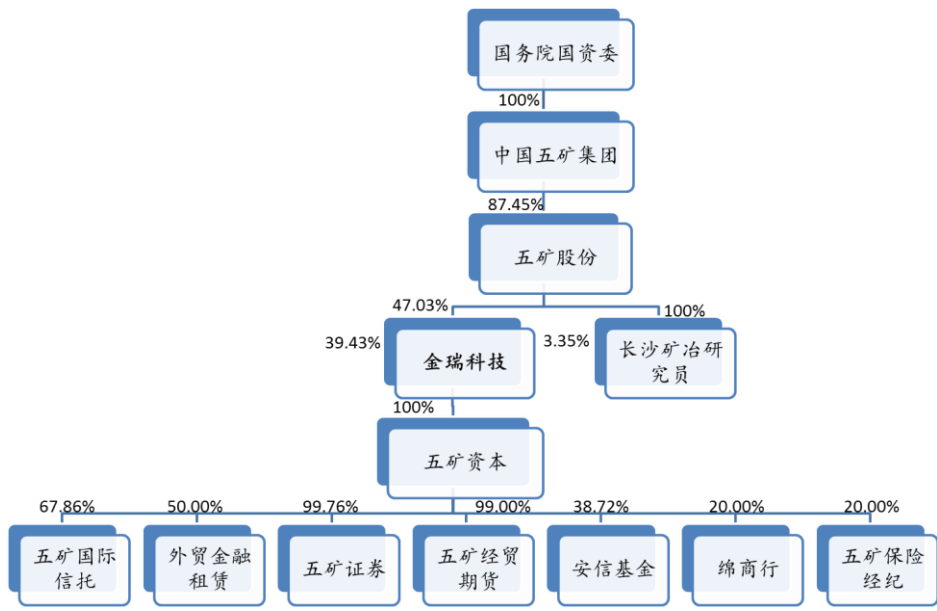 国务院国资委
100%
中国五矿集团
87.45%
五矿股份
47.03%
100%
39.43%
金瑞科技
3.35%
长沙矿冶研
究员
100%
五矿资本
67.86%
50.00%
99.76%
99.00%
38.72%
20.00%
20.00%
五矿国际
信托
外贸金融
租赁
五矿证券
五矿经贸
期货
安信基金
绵商行
五矿保险
经纪